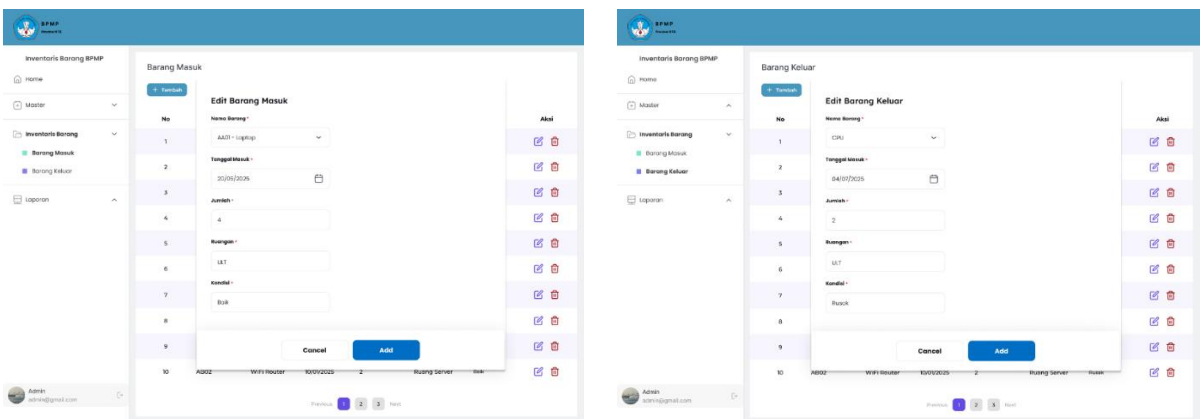 BPMP
Inventaris Barang BPMP
Home
Master
Inventaris Barang
Barang Masuk
Barang Keluar
Laporan
Admin
admin@gmail.com
Barang Masuk
+ Tambah
No
Aksi
1
2
3
4
5
6
7
8
9
10 AB02 WiFi Router 10/01/2025 2 Ruang Server Baik
Edit Barang Masuk
Nama Barang *
AA01 - Laptop
Tanggal Masuk *
20/06/2025
Jumlah *
4
Ruangan *
ULT
Kondisi *
Baik
Cancel Add
Previous 1 2 3 Next
BPMP
Inventaris Barang BPMP
Home
Master
Inventaris Barang
Barang Masuk
Barang Keluar
Laporan
Admin
admin@gmail.com
Barang Keluar
+ Tambah
No
Aksi
1
2
3
4
5
6
7
8
9
10 AB02 WiFi Router 10/01/2025 2 Ruang Server Rusak
Edit Barang Keluar
Nama Barang *
CPU
Tanggal Masuk *
04/07/2025
Jumlah *
2
Ruangan *
ULT
Kondisi *
Rusak
Cancel Add
Previous 1 2 3 Next